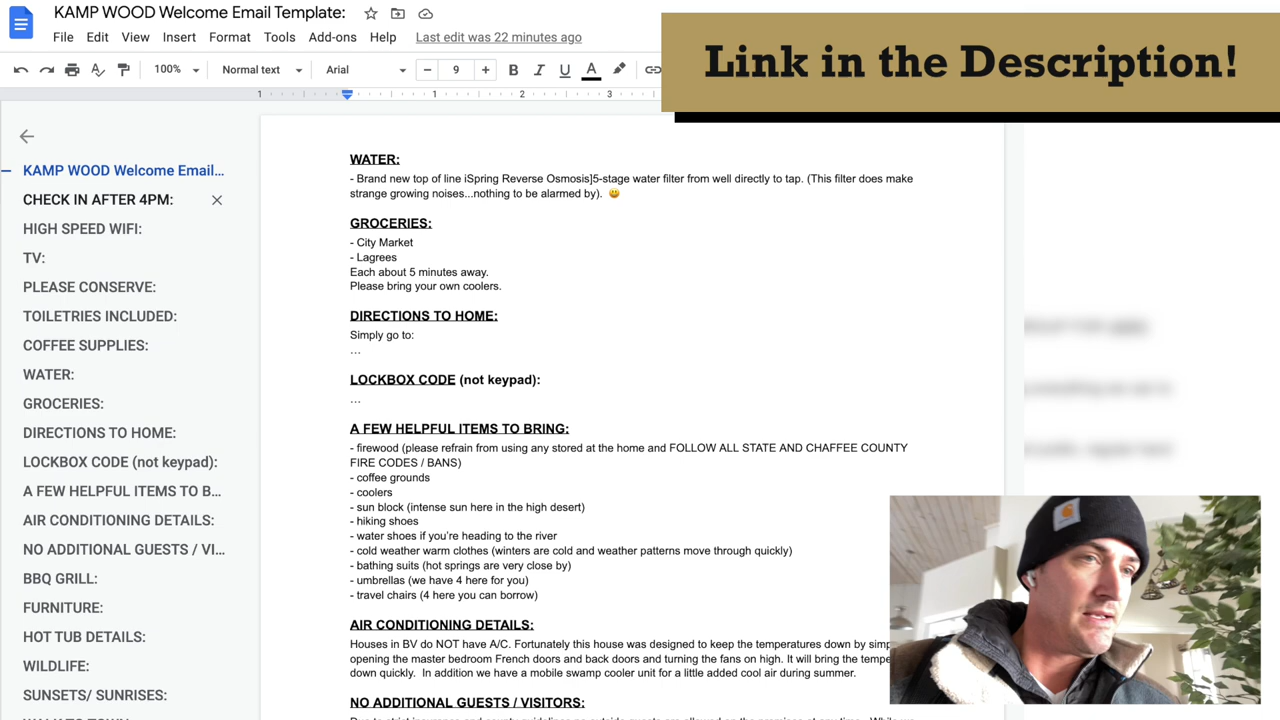 KAMP WOOD Welcome Email Template:
File Edit View Insert Format Tools Add-ons Help Last edit was 22 minutes ago
Link in the Description!
100% Normal text Arial 9 B I U A
1 1 2 3
KAMP WOOD Welcome Email...
CHECK IN AFTER 4PM:
HIGH SPEED WIFI:
TV:
PLEASE CONSERVE:
TOILETRIES INCLUDED:
COFFEE SUPPLIES:
WATER:
GROCERIES:
DIRECTIONS TO HOME:
LOCKBOX CODE (not keypad):
A FEW HELPFUL ITEMS TO B...
AIR CONDITIONING DETAILS:
NO ADDITIONAL GUESTS / VI...
BBQ GRILL:
FURNITURE:
HOT TUB DETAILS:
WILDLIFE:
SUNSETS/ SUNRISES:
WATER:
- Brand new top of line iSpring Reverse Osmosis]5-stage water filter from well directly to tap. (This filter does make
strange growing noises...nothing to be alarmed by). 😀
GROCERIES:
- City Market
- Lagrees
Each about 5 minutes away.
Please bring your own coolers.
DIRECTIONS TO HOME:
Simply go to:
...
LOCKBOX CODE (not keypad):
...
A FEW HELPFUL ITEMS TO BRING:
- firewood (please refrain from using any stored at the home and FOLLOW ALL STATE AND CHAFFEE COUNTY
FIRE CODES / BANS)
- coffee grounds
- coolers
- sun block (intense sun here in the high desert)
- hiking shoes
- water shoes if you're heading to the river
- cold weather warm clothes (winters are cold and weather patterns move through quickly)
- bathing suits (hot springs are very close by)
- umbrellas (we have 4 here for you)
- travel chairs (4 here you can borrow)
AIR CONDITIONING DETAILS:
Houses in BV do NOT have A/C. Fortunately this house was designed to keep the temperatures down by
opening the master bedroom French doors and back doors and turning the fans on high. It will bring the
down quickly. In addition we have a mobile swamp cooler unit for a little added cool air during summer.
NO ADDITIONAL GUESTS / VISITORS: